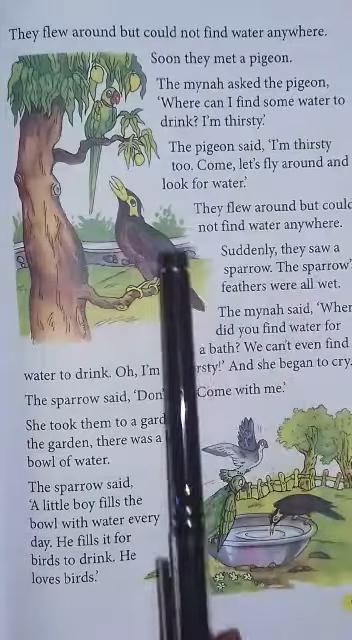 They flew around but could not find water anywhere.
Soon they met a pigeon.
The mynah asked the pigeon,
'Where can I find some water to
drink? I'm thirsty.'
The pigeon said, 'I'm thirsty
too. Come, let's fly around and
look for water.'
They flew around but could
not find water anywhere.
Suddenly, they saw a
sparrow. The sparrow's
feathers were all wet.
The mynah said, 'Wher
did you find water for
a bath? We can't even find
water to drink. Oh, I'm rsty!' And she began to cry.
The sparrow said, 'Don' Come with me.'
She took them to a gard
the garden, there was a
bowl of water.
The sparrow said,
'A little boy fills the
bowl with water every
day. He fills it for
birds to drink. He
loves birds.'